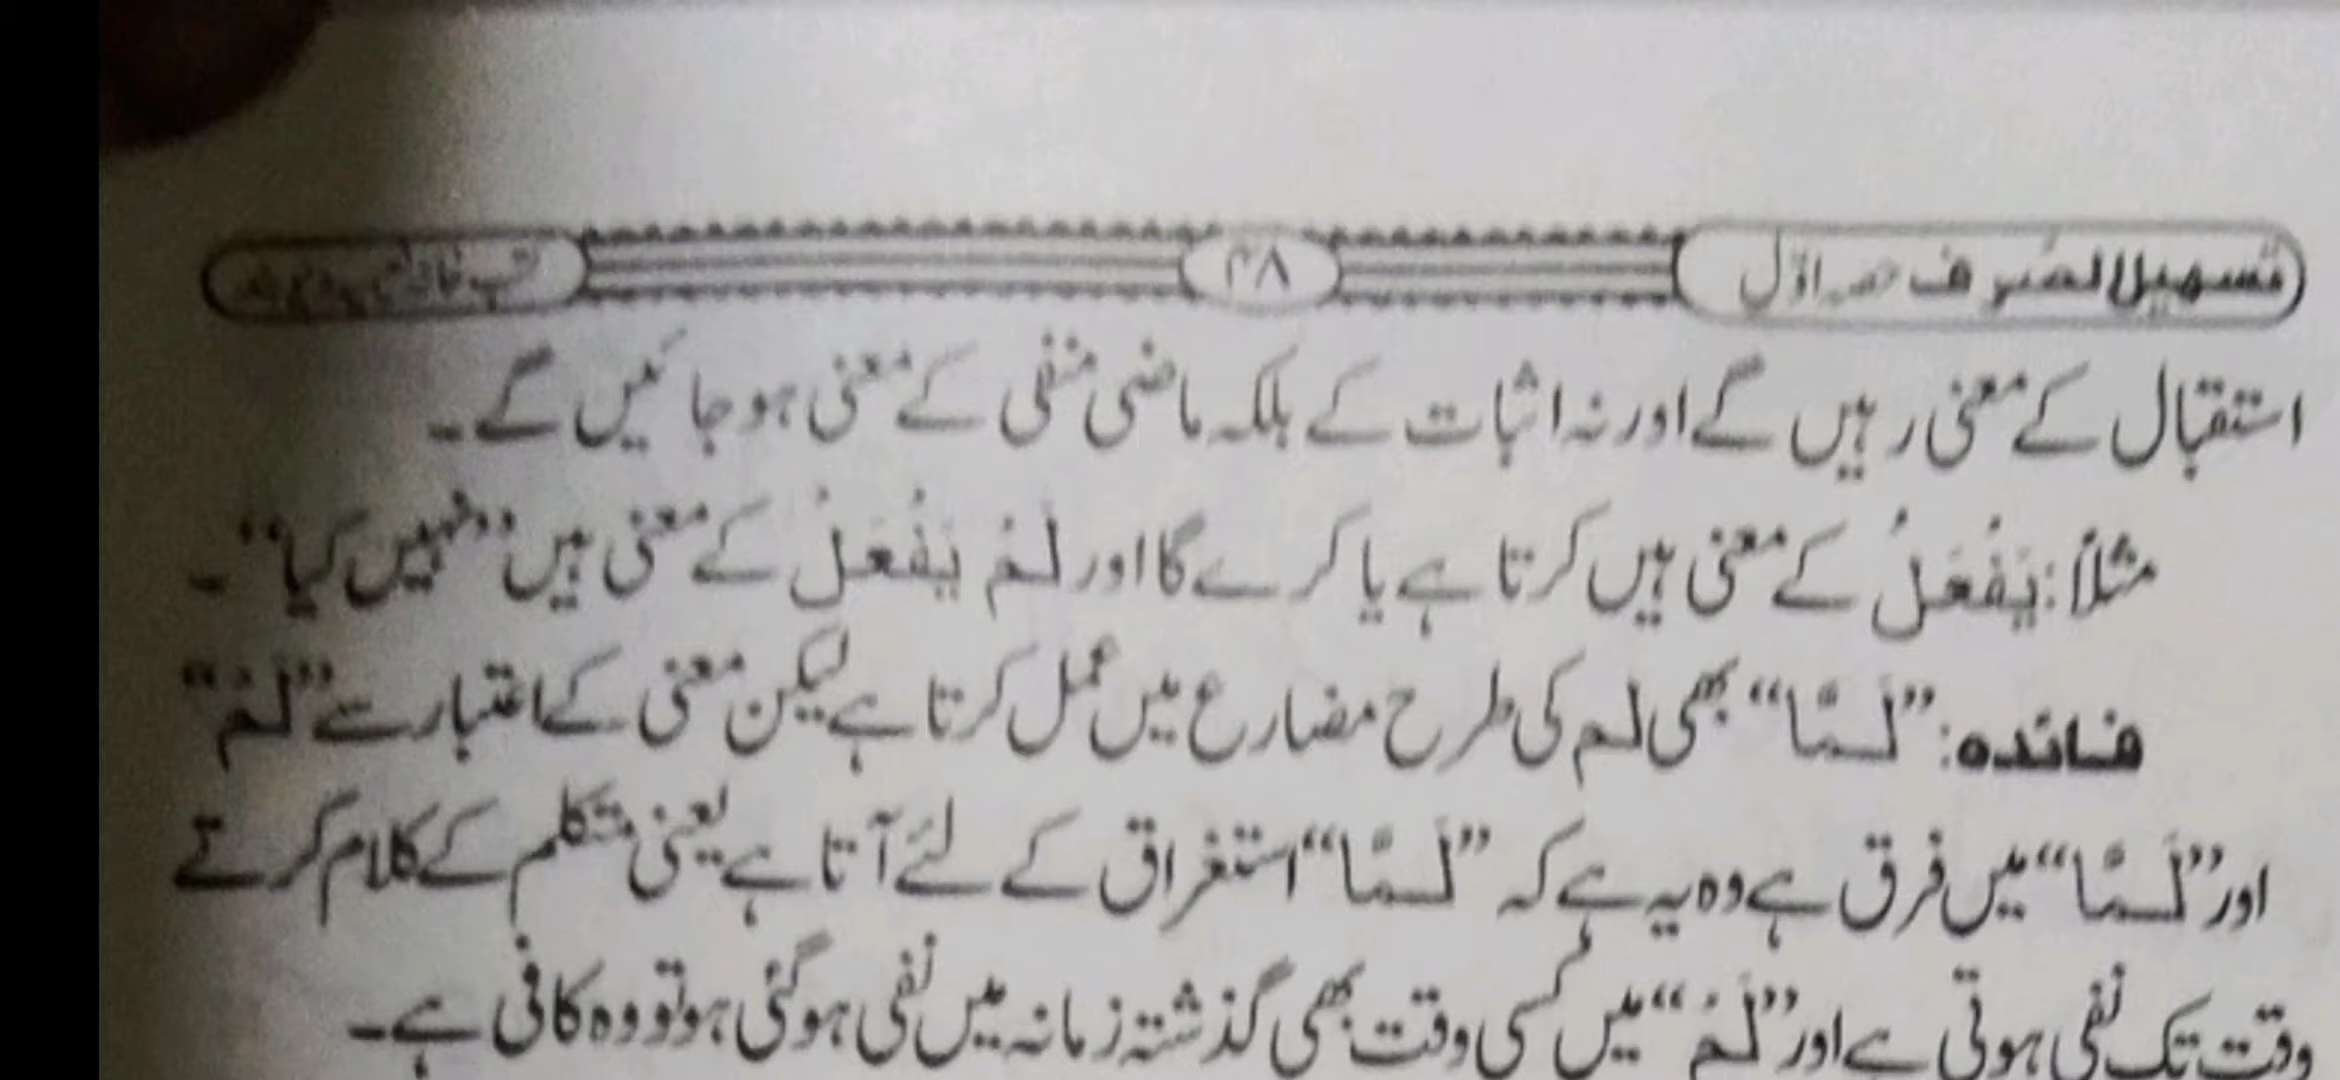 تسهیل الصرف حصہ اوّل
۳۸
استقبال کے معنی رہیں گے اور نہ اثبات کے بلکہ ماضی منفی کے معنی ہو جائیں گے۔
مثلاً: یَفْعَلُ کے معنی ہیں کرتا ہے یا کرے گا اور لَمْ یَفْعَلْ کے معنی ہیں ”نہیں کیا“۔
فائدہ: ”لَمَّا“ بھی لم کی طرح مضارع میں عمل کرتا ہے لیکن معنی کے اعتبار سے ”لَمْ“
اور ”لَمَّا“ میں فرق ہے وہ یہ ہے کہ ”لَمَّا“ استغراق کے لئے آتا ہے یعنی متکلم کے کلام کرتے
وقت تک نفی ہوتی ہے اور ”لَمْ“ میں کسی وقت بھی گذشتہ زمانہ میں نفی ہوگئی ہو تو وہ کافی ہے۔